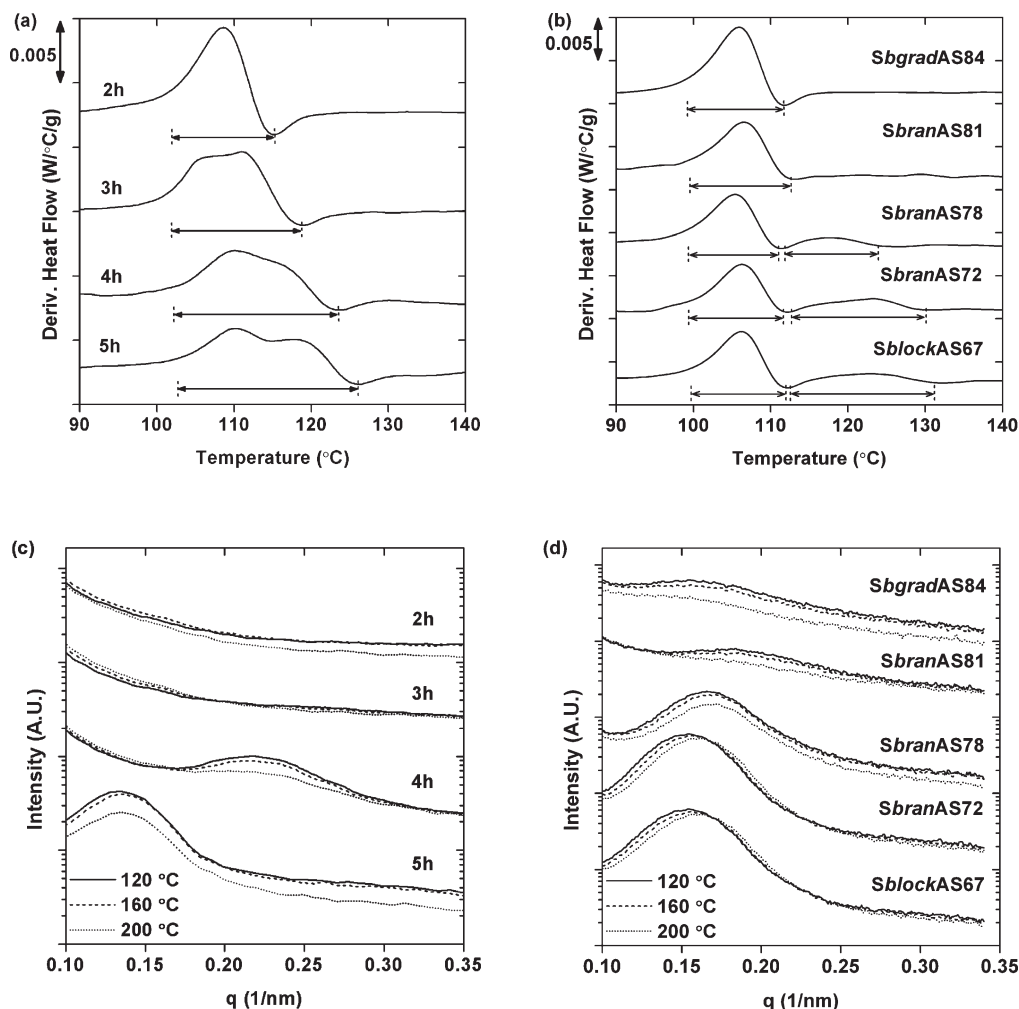 (a)
0.005
2h
3h
4h
5h
Deriv. Heat Flow (W/°C/g)
90 100 110 120 130 140
Temperature (°C)
(b)
0.005
SbgradAS84
SbranAS81
SbranAS78
SbranAS72
SblockAS67
Deriv. Heat Flow (W/°C/g)
90 100 110 120 130 140
Temperature (°C)
(c)
2h
3h
4h
5h
120 °C
160 °C
200 °C
Intensity (A.U.)
0.10 0.15 0.20 0.25 0.30 0.35
q (1/nm)
(d)
SbgradAS84
SbranAS81
SbranAS78
SbranAS72
SblockAS67
120 °C
160 °C
200 °C
Intensity (A.U.)
0.10 0.15 0.20 0.25 0.30 0.35
q (1/nm)